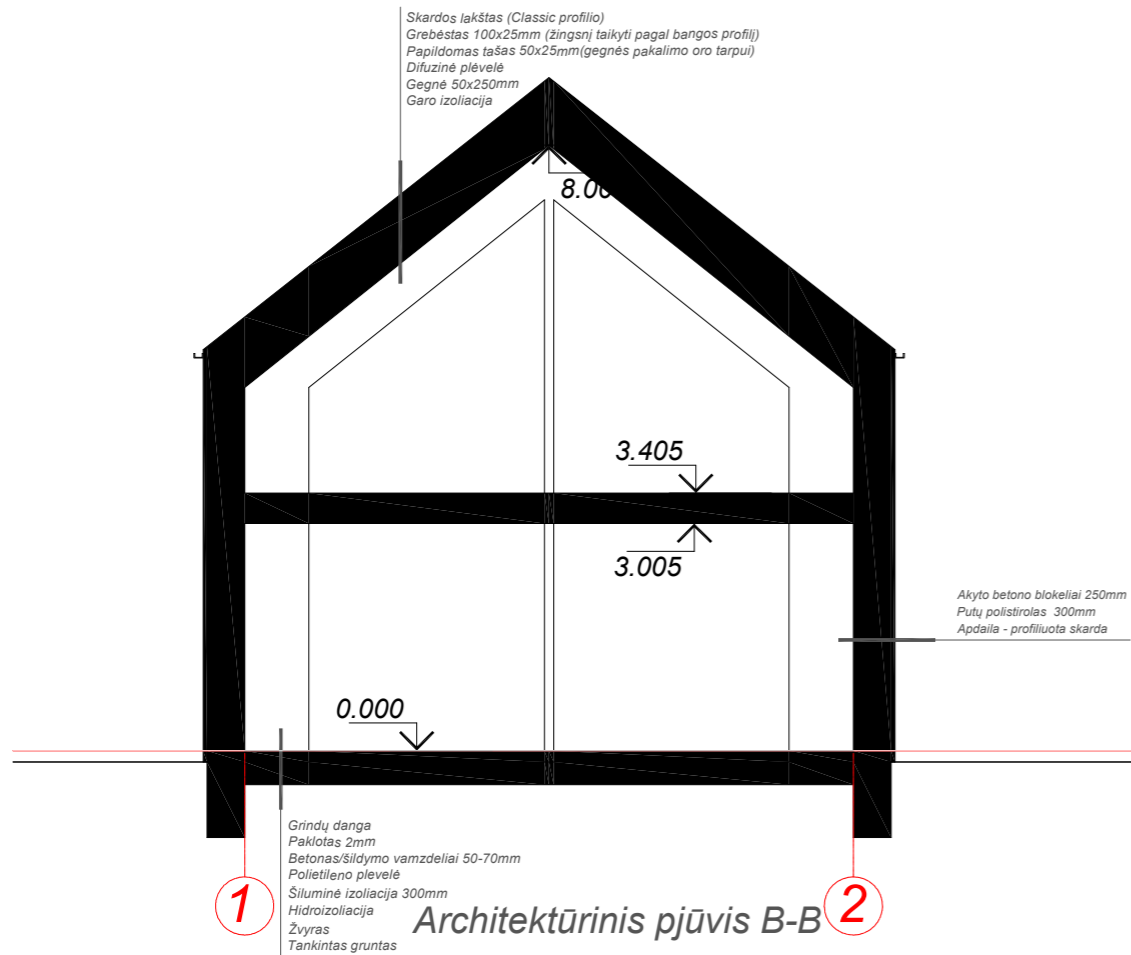 Skardos lakštas (Classic profilio)
Grebėstas 100x25mm (žingsnį taikyti pagal bangos profilį)
Papildomas tašas 50x25mm(gegnės pakalimo oro tarpui)
Difuzinė plėvelė
Gegnė 50x250mm
Garo izoliacija
8.00
3.405
3.005
Akyto betono blokeliai 250mm
Putų polistirolas 300mm
Apdaila - profiliuota skarda
0.000
Grindų danga
Paklotas 2mm
Betonas/šildymo vamzdeliai 50-70mm
Polietileno plevelė
Šiluminė izoliacija 300mm
Hidroizoliacija
Žvyras
Tankintas gruntas
1
Architektūrinis pjūvis B-B
2